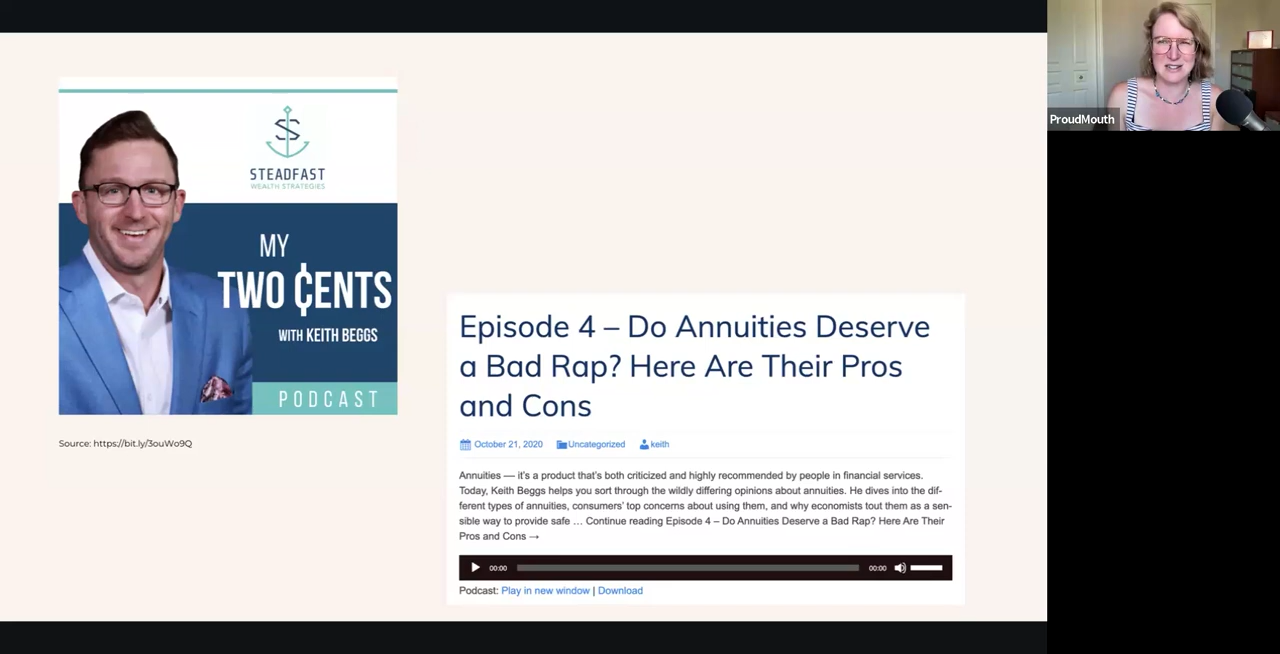 STEADFAST
WEALTH STRATEGIES
MY
TWO ¢ENTS
WITH KEITH BEGGS
PODCAST
Source: https://bit.ly/3ouWo9Q
Episode 4 – Do Annuities Deserve
a Bad Rap? Here Are Their Pros
and Cons
October 21, 2020 Uncategorized keith
Annuities — it's a product that's both criticized and highly recommended by people in financial services.
Today, Keith Beggs helps you sort through the wildly differing opinions about annuities. He dives into the dif-
ferent types of annuities, consumers' top concerns about using them, and why economists tout them as a sen-
sible way to provide safe … Continue reading Episode 4 – Do Annuities Deserve a Bad Rap? Here Are Their
Pros and Cons →
00:00 00:00
Podcast: Play in new window | Download
ProudMouth